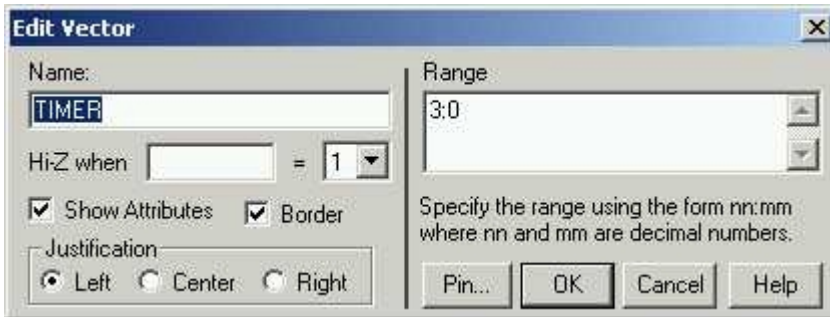 Edit Vector
Name:
TIMER
Hi-Z when = 1
Show Attributes Border
Justification
Left Center Right
Range
3:0
Specify the range using the form nn:mm
where nn and mm are decimal numbers.
Pin... OK Cancel Help